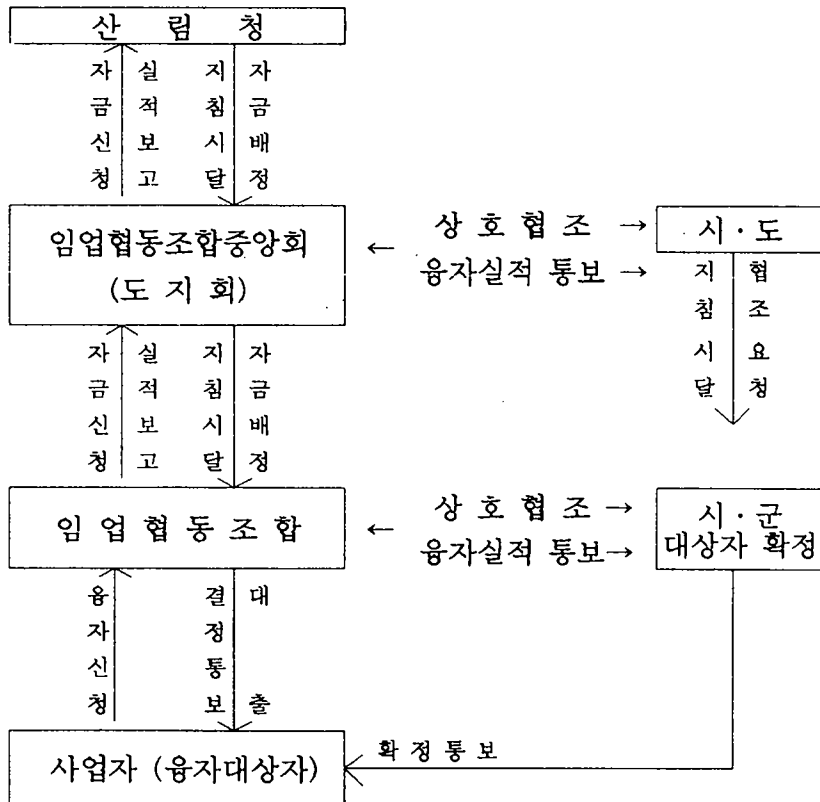 산 림 청
자금신청
실적보고
지침시달
자금배정
임업협동조합중앙회
(도 지 회)
← 상 호 협 조 →
융자실적 통보 →
시 · 도
지침시달
협조요청
자금신청
실적보고
지침시달
자금배정
임 업 협 동 조 합
← 상 호 협 조 →
융자실적 통보→
시 · 군
대상자 확정
융자신청
결정통보
대출
확 정 통 보
사업자 (융자대상자)